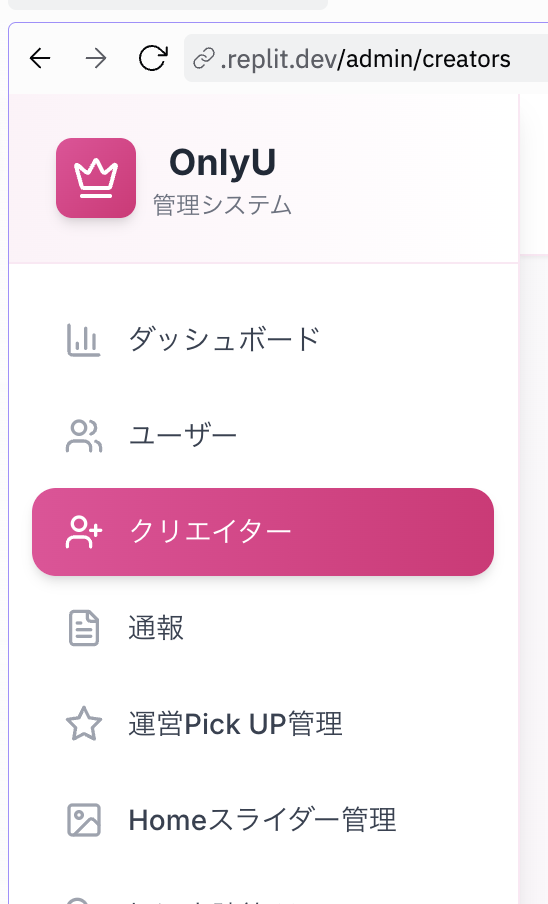 .replit.dev/admin/creators
OnlyU
管理システム
ダッシュボード
ユーザー
クリエイター
通報
運営Pick UP管理
Homeスライダー管理